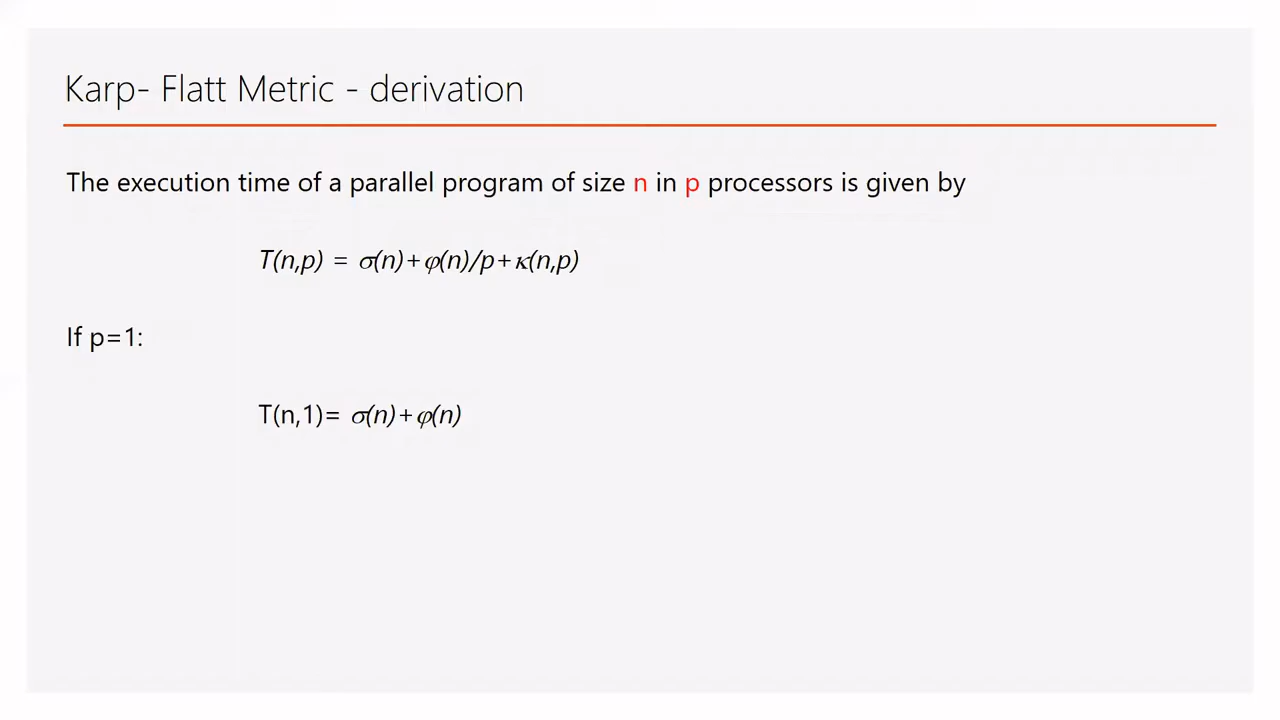 Karp- Flatt Metric - derivation
The execution time of a parallel program of size n in p processors is given by
T(n,p) = σ(n)+φ(n)/p+κ(n,p)
If p=1:
T(n,1)= σ(n)+φ(n)